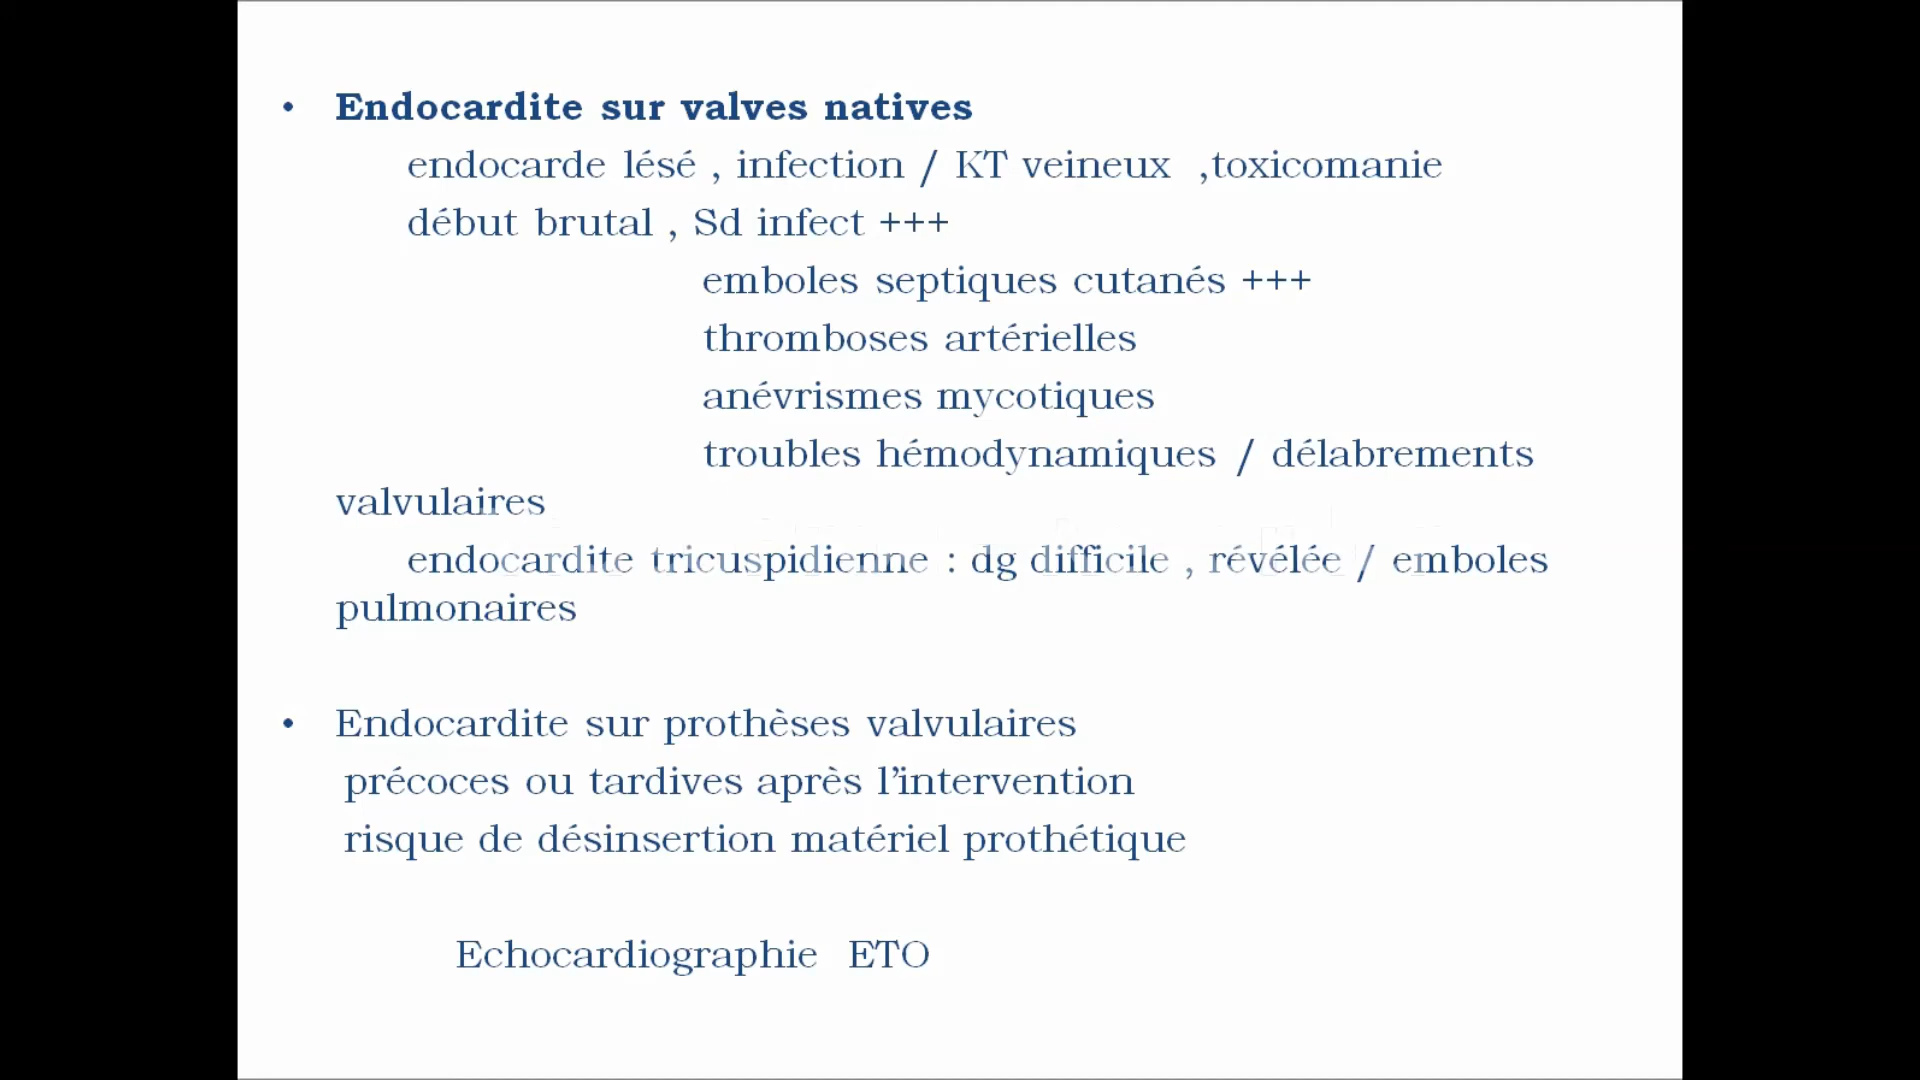 • Endocardite sur valves natives
endocarde lésé , infection / KT veineux ,toxicomanie
début brutal , Sd infect +++
emboles septiques cutanés +++
thromboses artérielles
anévrismes mycotiques
troubles hémodynamiques / délabrements
valvulaires
endocardite tricuspidienne : dg difficile , révélée / emboles
pulmonaires
• Endocardite sur prothèses valvulaires
précoces ou tardives après l’intervention
risque de désinsertion matériel prothétique
Echocardiographie ETO